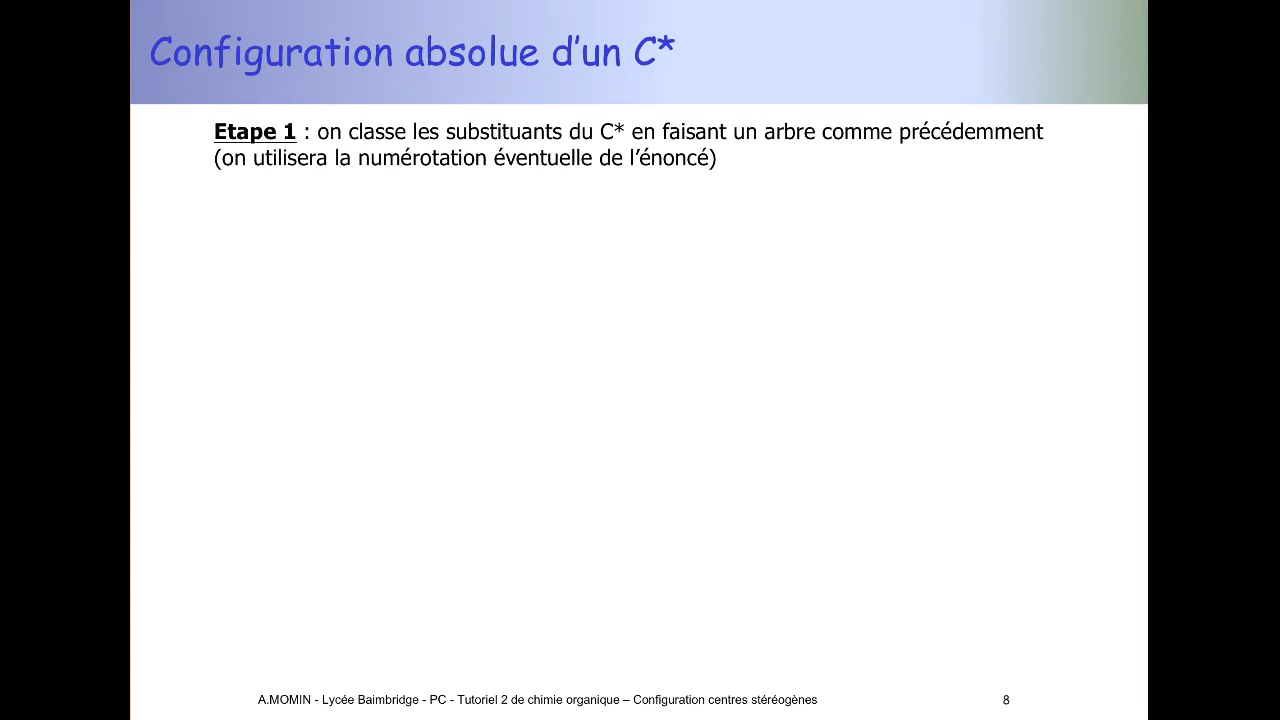 Configuration absolue d'un C*
Etape 1 : on classe les substituants du C* en faisant un arbre comme précédemment
(on utilisera la numérotation éventuelle de l'énoncé)
A.MOMIN - Lycée Baimbridge - PC - Tutoriel 2 de chimie organique – Configuration centres stéréogènes 8